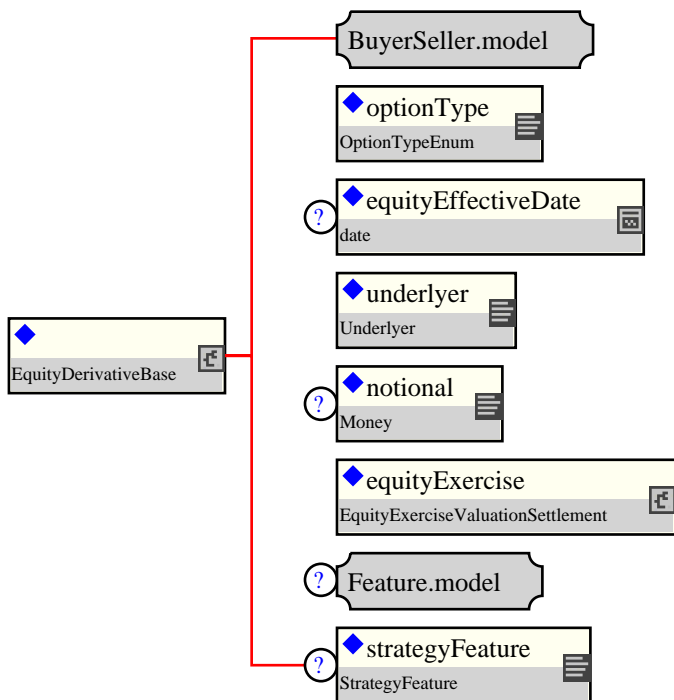 BuyerSeller.model
optionType
OptionTypeEnum
?
equityEffectiveDate
date
underlyer
Underlyer
EquityDerivativeBase
?
notional
Money
equityExercise
EquityExerciseValuationSettlement
?
Feature.model
?
strategyFeature
StrategyFeature